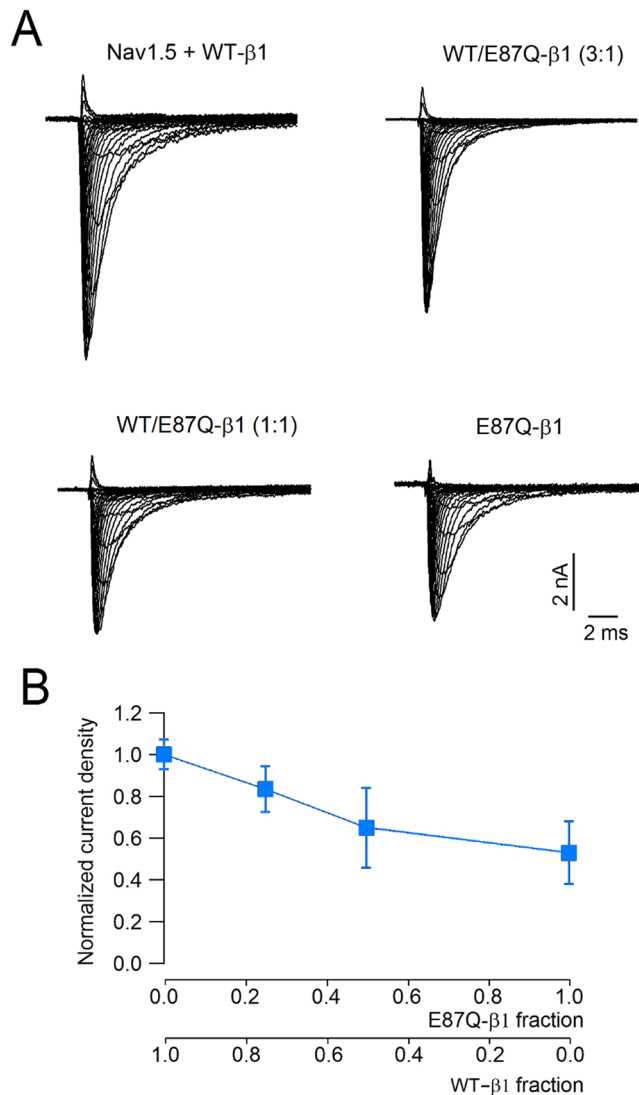 A
Nav1.5 + WT-β1
WT/E87Q-β1 (3:1)
WT/E87Q-β1 (1:1)
E87Q-β1
2 nA
2 ms
B
Normalized current density
1.2
1.0
0.8
0.6
0.4
0.2
0.0
0.0 0.2 0.4 0.6 0.8 1.0
E87Q-β1 fraction
1.0 0.8 0.6 0.4 0.2 0.0
WT-β1 fraction